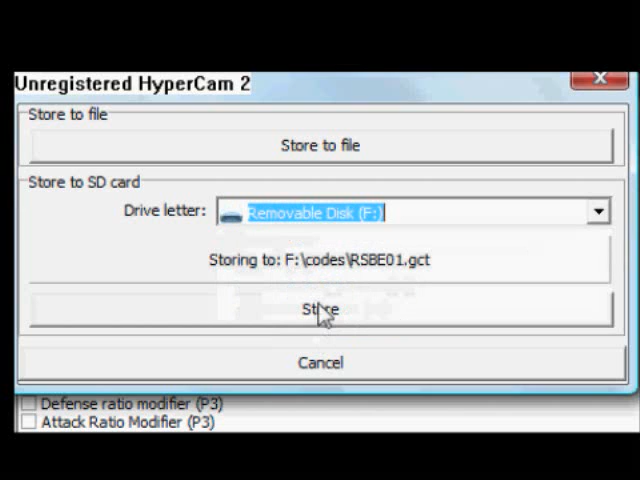 Unregistered HyperCam 2
Store to file
Store to file
Store to SD card
Drive letter: Removable Disk (F:)
Storing to: F:\codes\RSBE01.gct
Store
Cancel
Defense ratio modifier (P3)
Attack Ratio Modifier (P3)